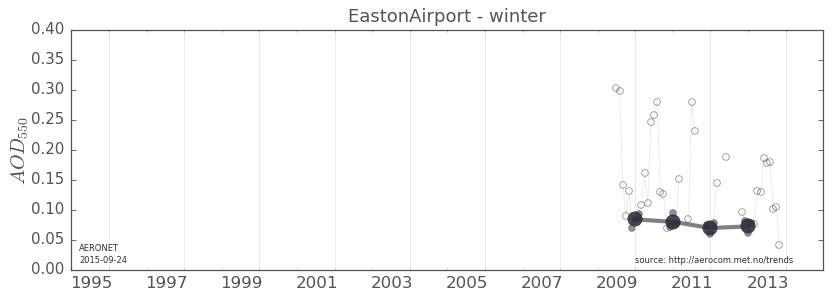 EastonAirport - winter
0.40
0.35
0.30
0.25
0.20
0.15
0.10
0.05
0.00
AOD550
AERONET
2015-09-24
source: http://aerocom.met.no/trends
1995 1997 1999 2001 2003 2005 2007 2009 2011 2013